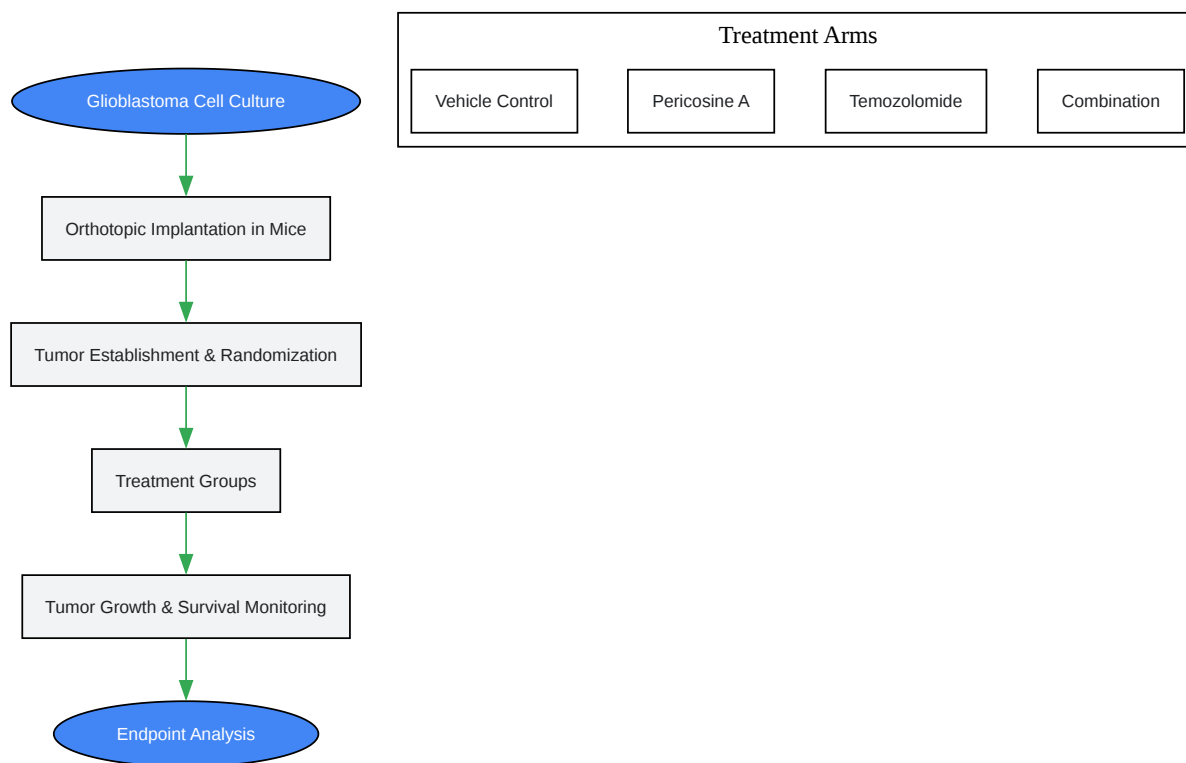 Glioblastoma Cell Culture
Orthotopic Implantation in Mice
Tumor Establishment & Randomization
Treatment Groups
Tumor Growth & Survival Monitoring
Endpoint Analysis
Treatment Arms
Vehicle Control
Pericosine A
Temozolomide
Combination